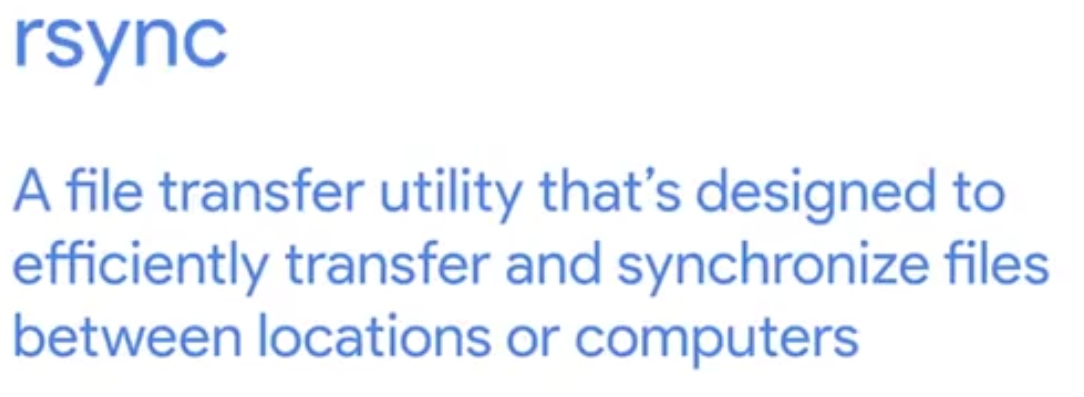 rsync
A file transfer utility that’s designed to
efficiently transfer and synchronize files
between locations or computers